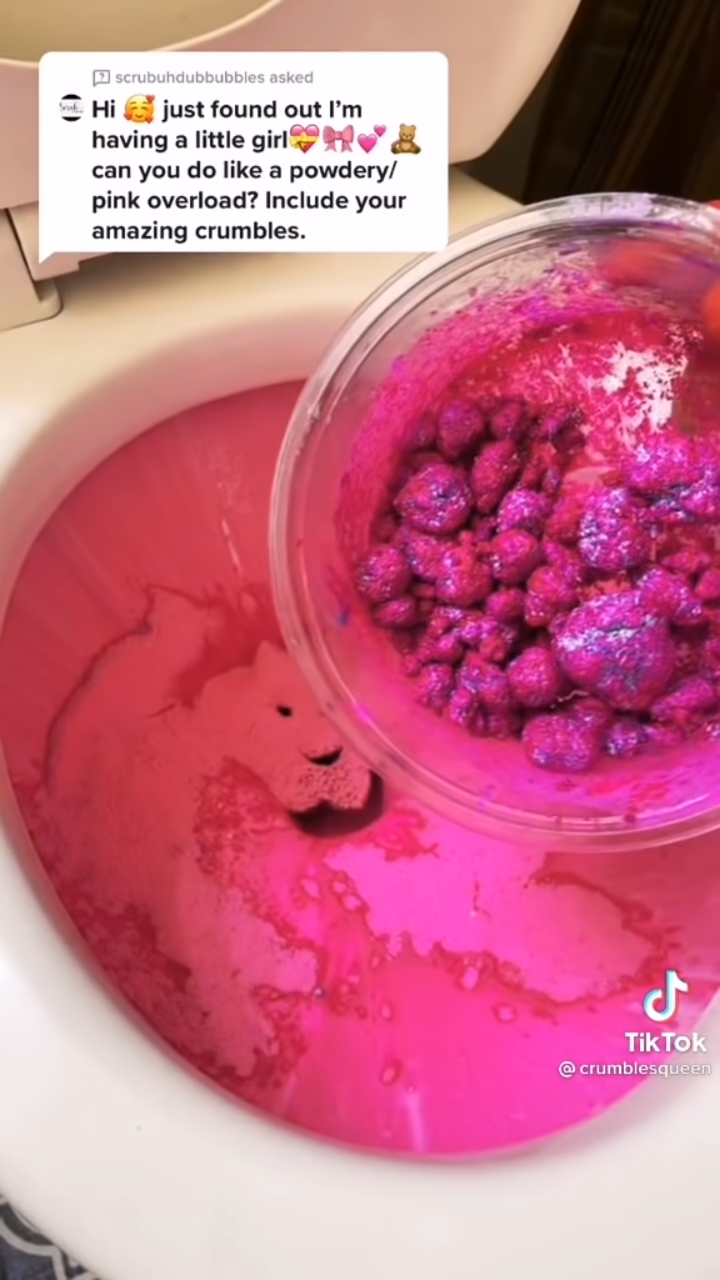 scrubuhdubbubbles asked
Hi 🥰 just found out I'm
having a little girl💝🎀💕🧸
can you do like a powdery/
pink overload? Include your
amazing crumbles.
TikTok
@crumblesqueen